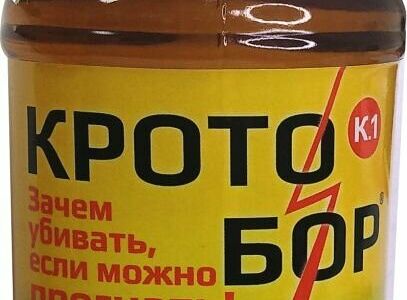 КРОТО
К.1
БОР®
Зачем
убивать,
если можно